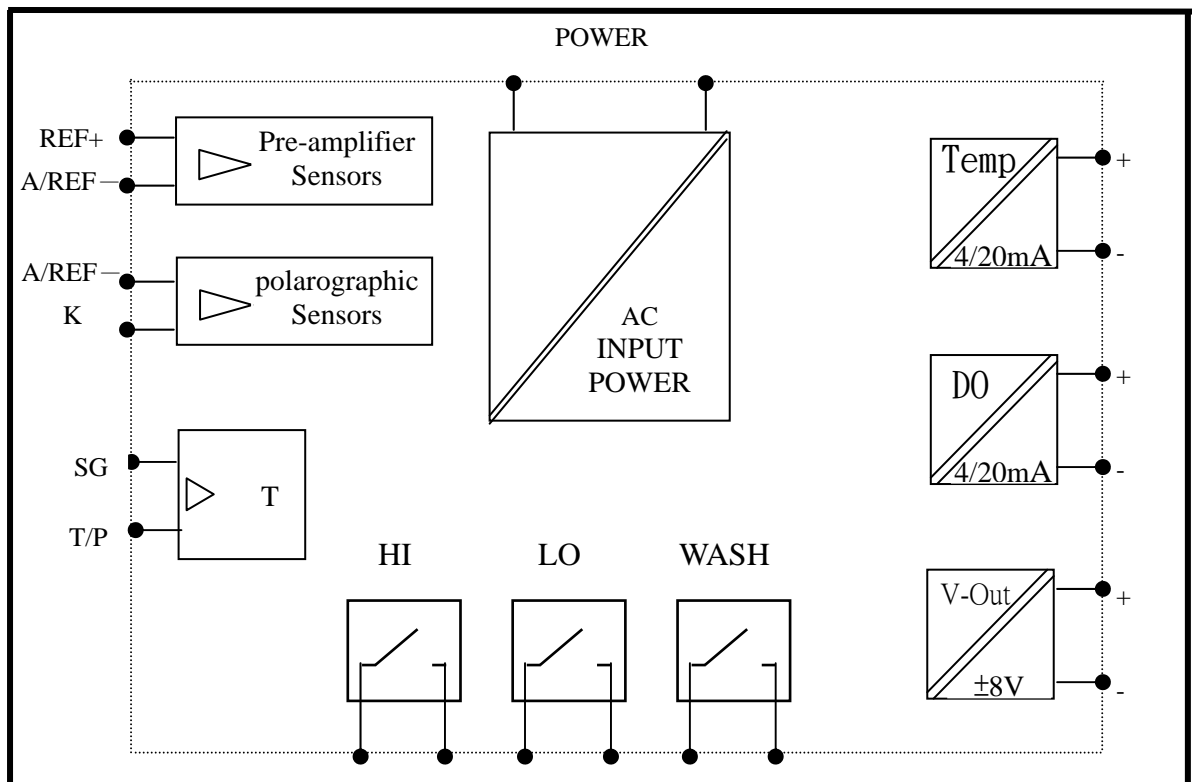 POWER
REF+
A/REF—
Pre-amplifier
Sensors
A/REF—
K
polarographic
Sensors
AC
INPUT
POWER
Temp
4/20mA
+
-
DO
4/20mA
+
-
SG
T/P
T
HI
LO
WASH
V-Out
±8V
+
-